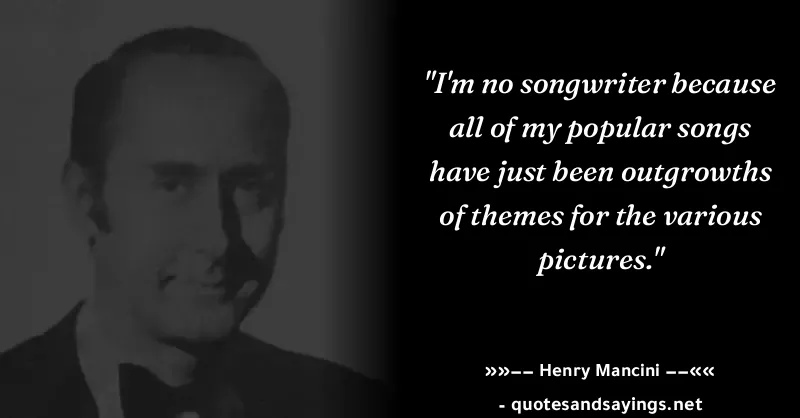 "I'm no songwriter because
all of my popular songs
have just been outgrowths
of themes for the various
pictures."
»»−− Henry Mancini −−««
- quotesandsayings.net